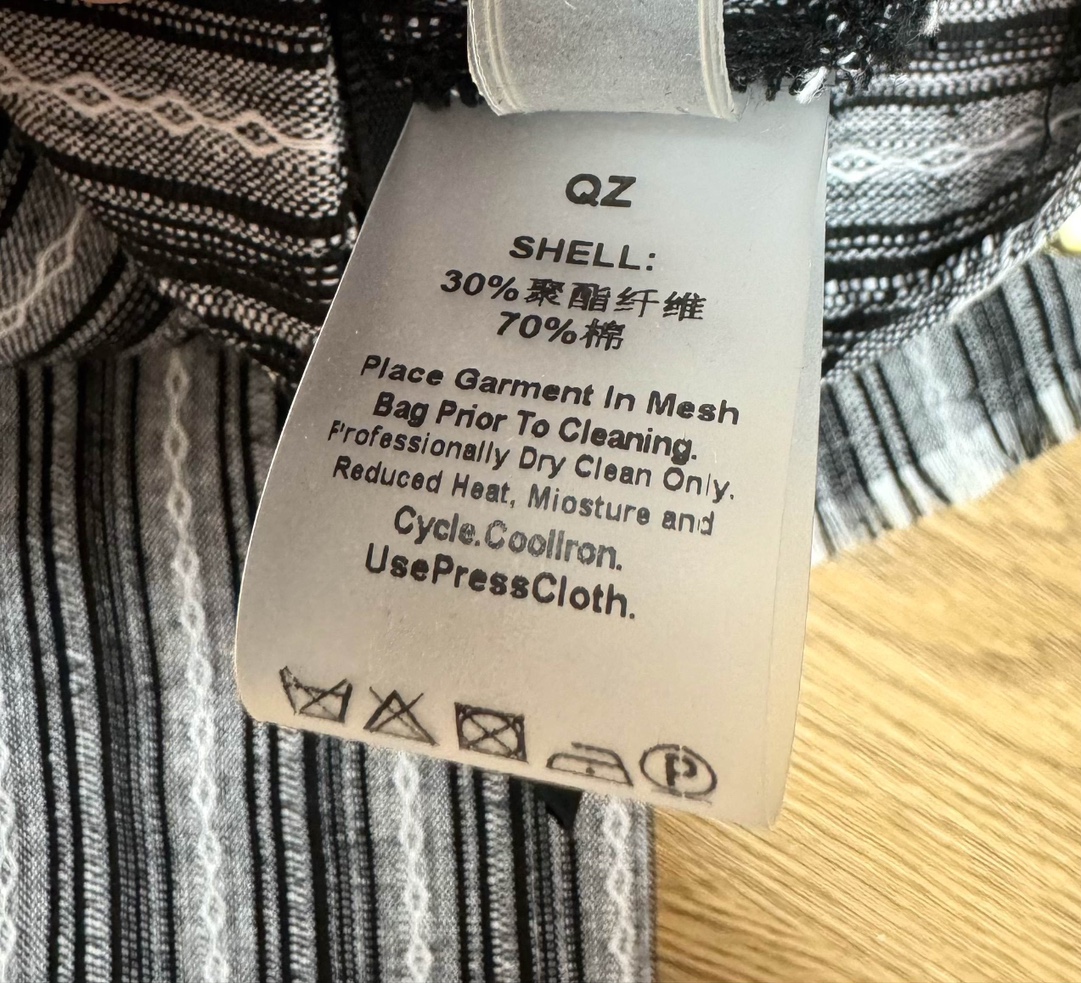 QZ
SHELL:
30%聚酯纤维
70%棉
Place Garment In Mesh
Bag Prior To Cleaning.
Professionally Dry Clean Only.
Reduced Heat, Miosture and
Cycle.CoolIron.
UsePressCloth.
P